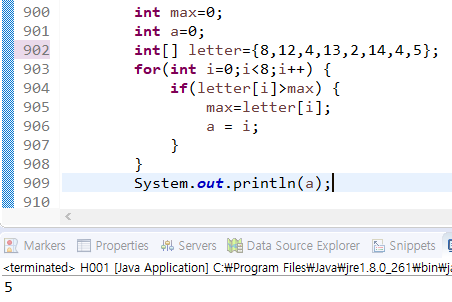 900 int max=0;
901 int a=0;
902 int[] letter={8,12,4,13,2,14,4,5};
903 for(int i=0;i<8;i++) {
904 if(letter[i]>max) {
905 max=letter[i];
906 a = i;
907 }
908 }
909 System.out.println(a);
910
Markers Properties Servers Data Source Explorer Snippets
<terminated> H001 [Java Application] C:₩Program Files₩Java₩jre1.8.0_261₩bin₩ja
5